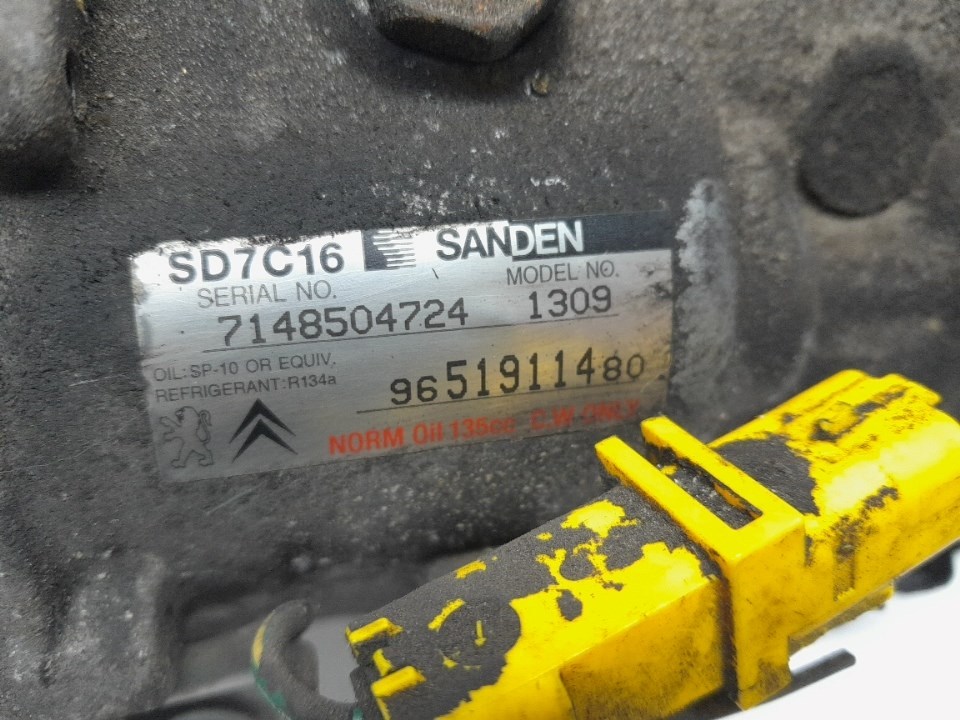 SD7C16 SANDEN
SERIAL NO. MODEL NO.
7148504724 1309
OIL:SP-10 OR EQUIV.
REFRIGERANT:R134a
9651911480
NORM Oil 135cc C.W ONLY